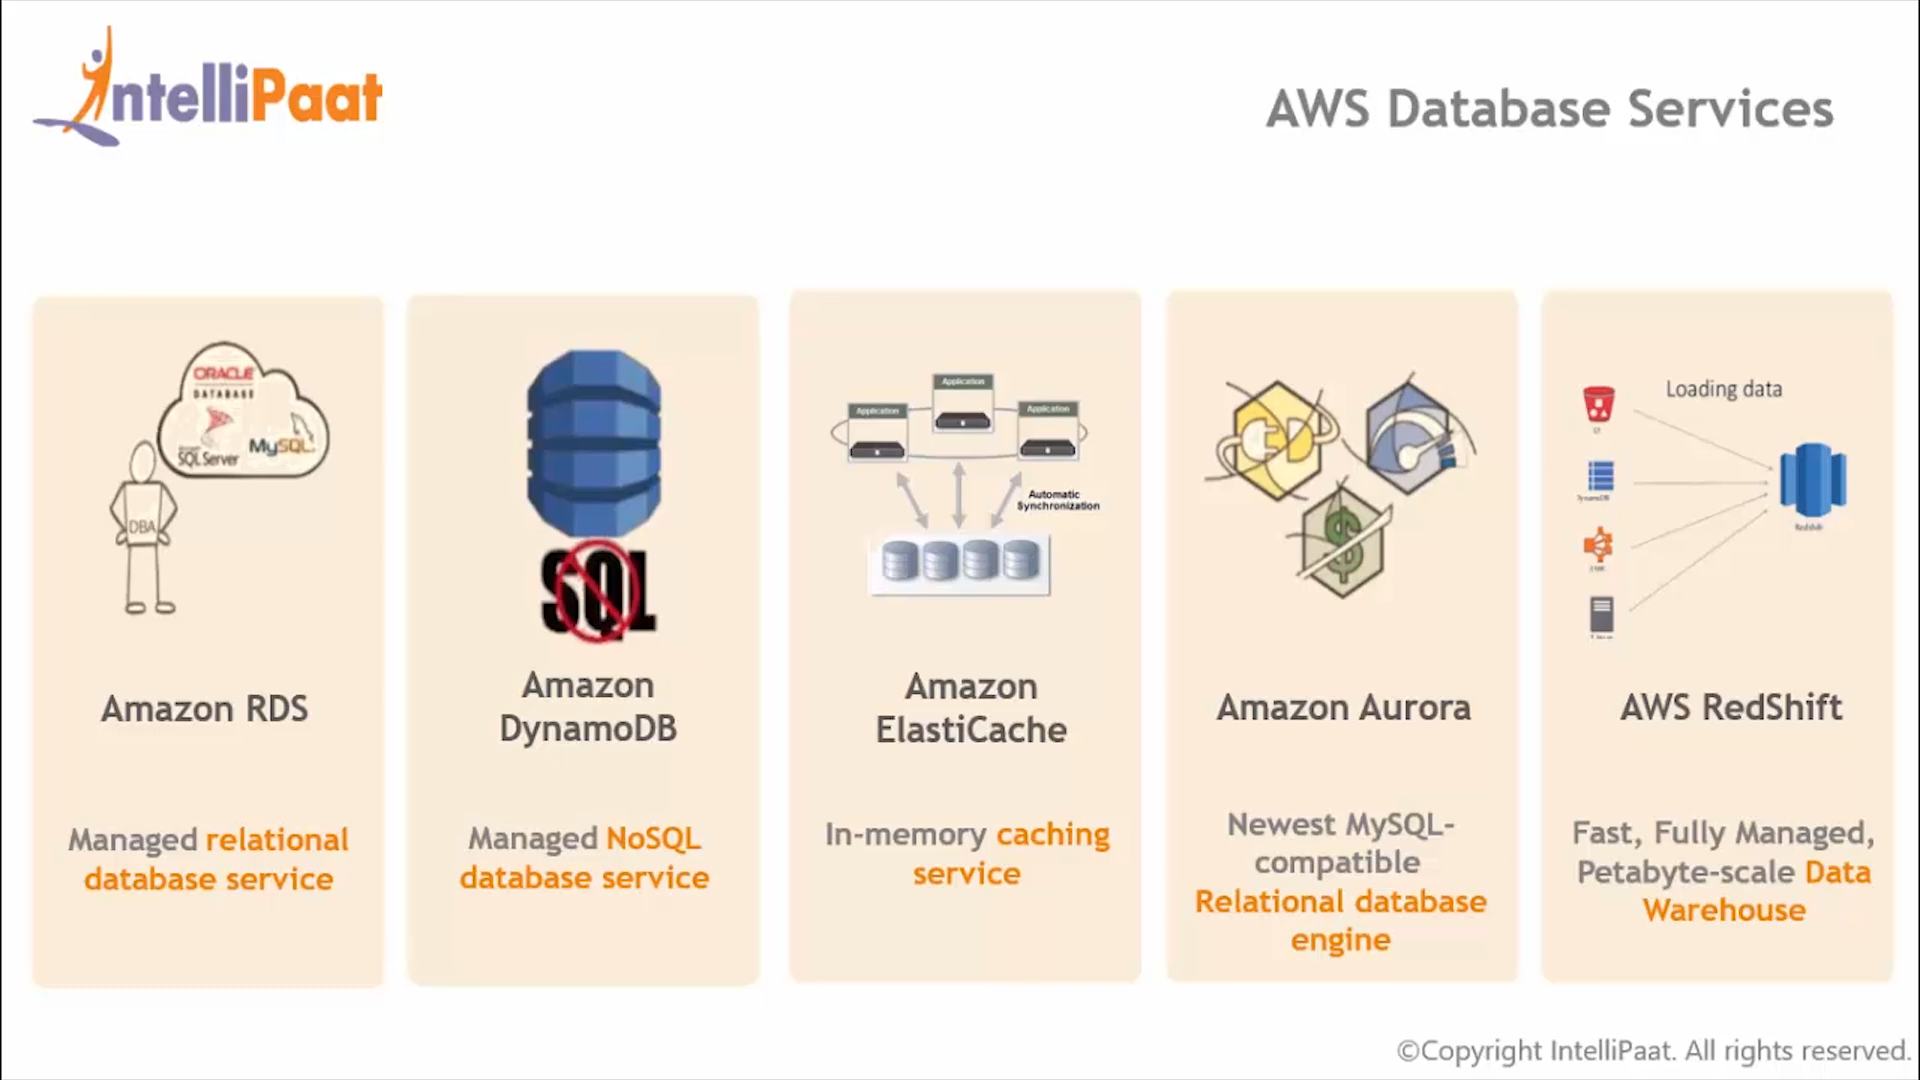 IntelliPaat
AWS Database Services
ORACLE
DATABASE
SQL Server
MySQL
DBA
Amazon RDS
Managed relational
database service
SQL
Amazon
DynamoDB
Managed NoSQL
database service
Application
Application
Application
Automatic
Synchronization
Amazon
ElastiCache
In-memory caching
service
Amazon Aurora
Newest MySQL-
compatible
Relational database
engine
Loading data
DynamoDB
Redshift
AWS RedShift
Fast, Fully Managed,
Petabyte-scale Data
Warehouse
©Copyright IntelliPaat. All rights reserved.